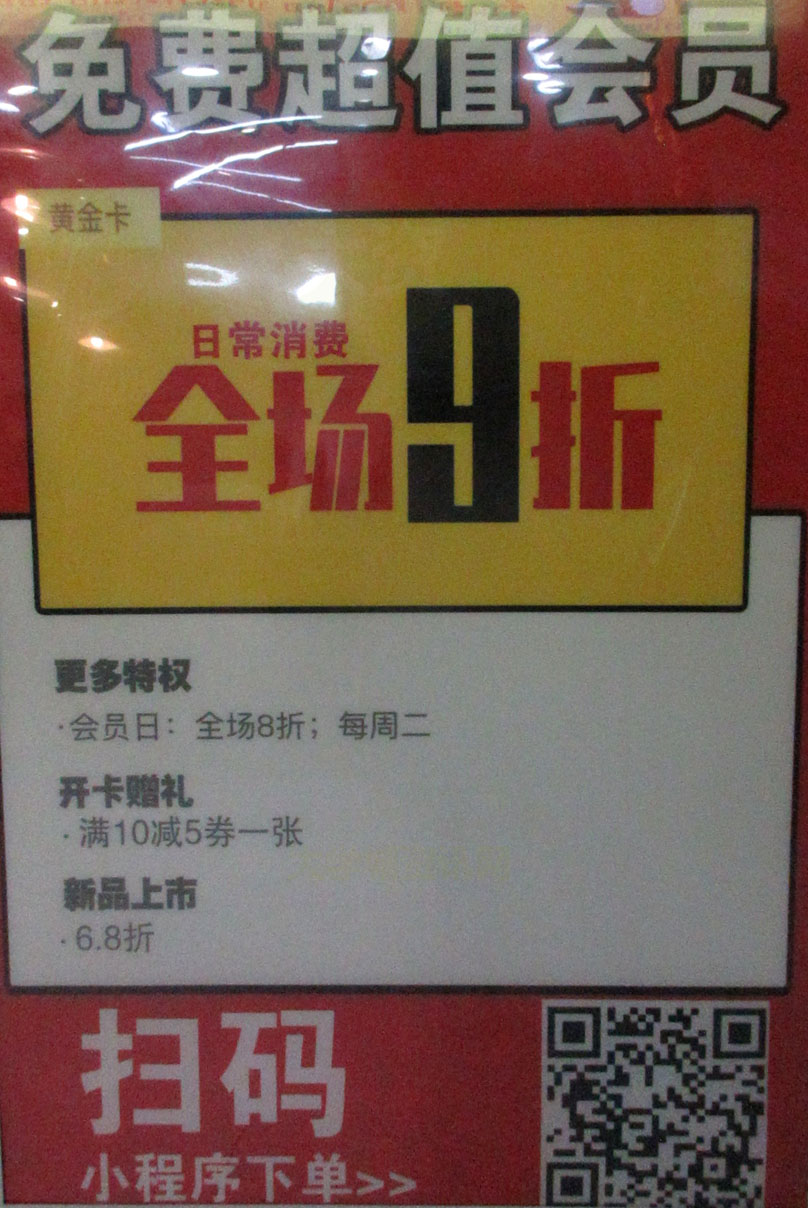 免费超值会员
黄金卡
日常消费
全场9折
更多特权
·会员日：全场8折；每周二
开卡赠礼
·满10减5券一张
新品上市
·6.8折
扫码
小程序下单>>